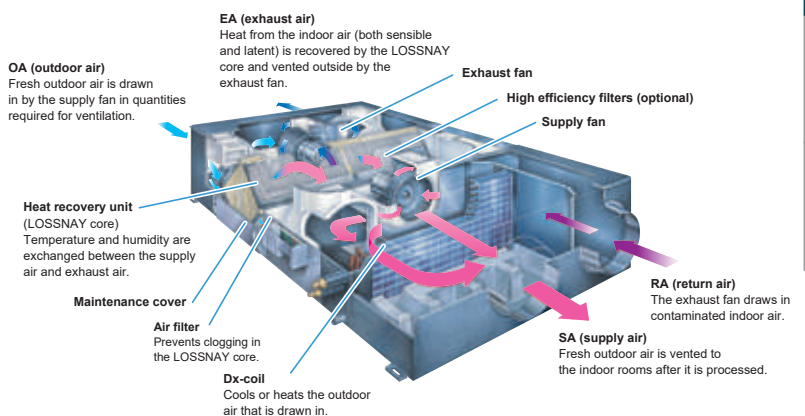 EA (exhaust air)
Heat from the indoor air (both sensible
and latent) is recovered by the LOSSNAY
core and vented outside by the
exhaust fan.
OA (outdoor air)
Fresh outdoor air is drawn
in by the supply fan in quantities
required for ventilation.
Exhaust fan
High efficiency filters (optional)
Supply fan
Heat recovery unit
(LOSSNAY core)
Temperature and humidity are
exchanged between the supply
air and exhaust air.
Maintenance cover
Air filter
Prevents clogging in
the LOSSNAY core.
Dx-coil
Cools or heats the outdoor
air that is drawn in.
RA (return air)
The exhaust fan draws in
contaminated indoor air.
SA (supply air)
Fresh outdoor air is vented to
the indoor rooms after it is processed.